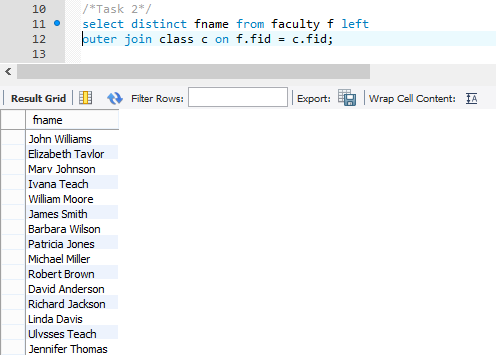 10 /*Task 2*/
11 select distinct fname from faculty f left
12 outer join class c on f.fid = c.fid;
13
Result Grid Filter Rows: Export: Wrap Cell Content: IA
fname
John Williams
Elizabeth Taylor
Mary Johnson
Ivana Teach
William Moore
James Smith
Barbara Wilson
Patricia Jones
Michael Miller
Robert Brown
David Anderson
Richard Jackson
Linda Davis
Ulysses Teach
Jennifer Thomas